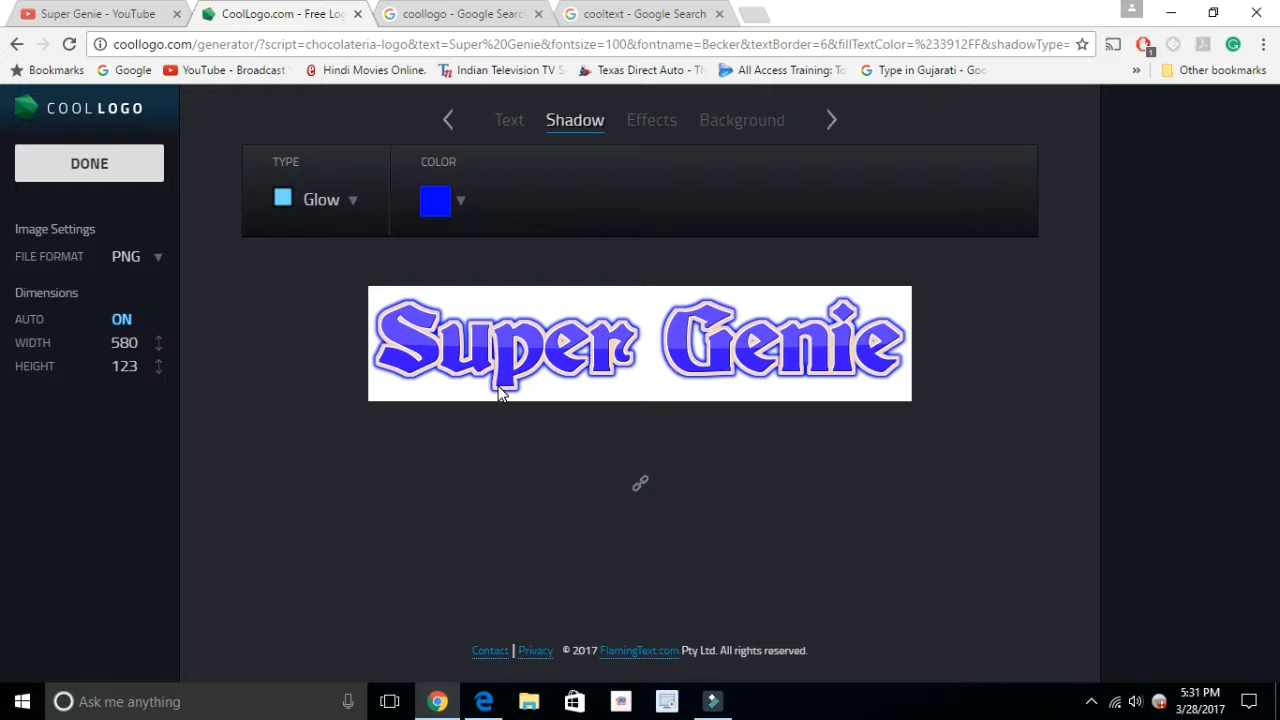 Super Genie - YouTube
CoolLogo.com - Free Lo
coollogo - Google Searc
cooltext - Google Search
coollogo.com/generator/?script=chocolateria-logo&text=Super%20Genie&fontsize=100&fontname=Becker&textBorder=6&fillTextColor=%233912FF&shadowType=
Bookmarks Google YouTube - Broadcast Hindi Movies Online. Indian Television TV S Texas Direct Auto - Th All Access Training: To Type in Gujarati - Goo » Other bookmarks
COOL LOGO
DONE
Image Settings
FILE FORMAT PNG
Dimensions
AUTO ON
WIDTH 580
HEIGHT 123
Text Shadow Effects Background
TYPE COLOR
Glow
Super Genie
Contact | Privacy © 2017 FlamingText.com Pty Ltd. All rights reserved.
Ask me anything
5:31 PM
3/28/2017